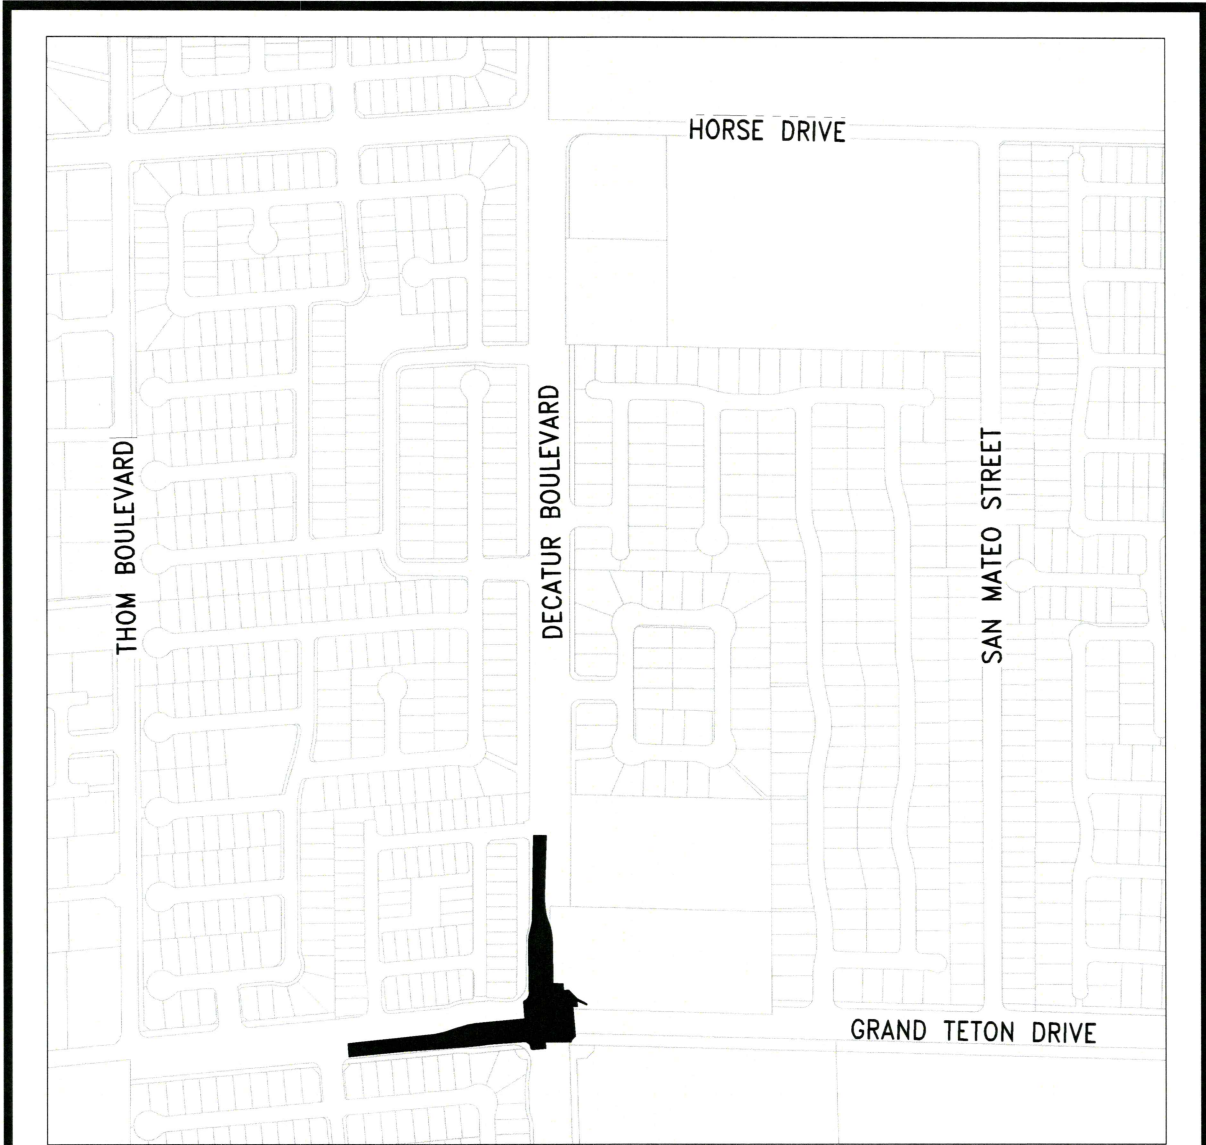 HORSE DRIVE
THOM BOULEVARD
DECATUR BOULEVARD
SAN MATEO STREET
GRAND TETON DRIVE